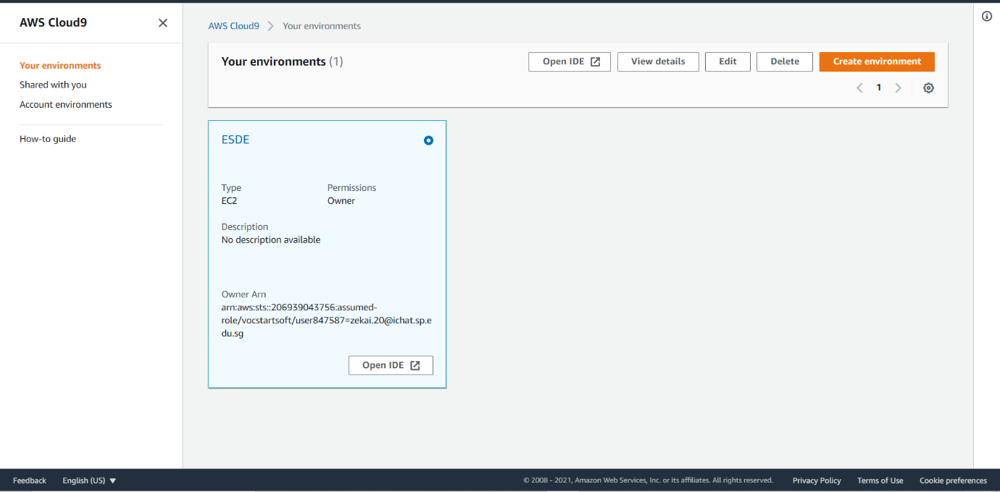 AWS Cloud9
Your environments
Shared with you
Account environments
How-to guide
AWS Cloud9 > Your environments
Your environments (1)
Open IDE
View details
Edit
Delete
Create environment
1
ESDE
Type
EC2
Permissions
Owner
Description
No description available
Owner Arn
arn:aws:sts::206939043756:assumed-
role/vocstartsoft/user847587=zekai.20@ichat.sp.e
du.sg
Open IDE
Feedback
English (US)
© 2008 - 2021, Amazon Web Services, Inc. or its affiliates. All rights reserved.
Privacy Policy
Terms of Use
Cookie preferences